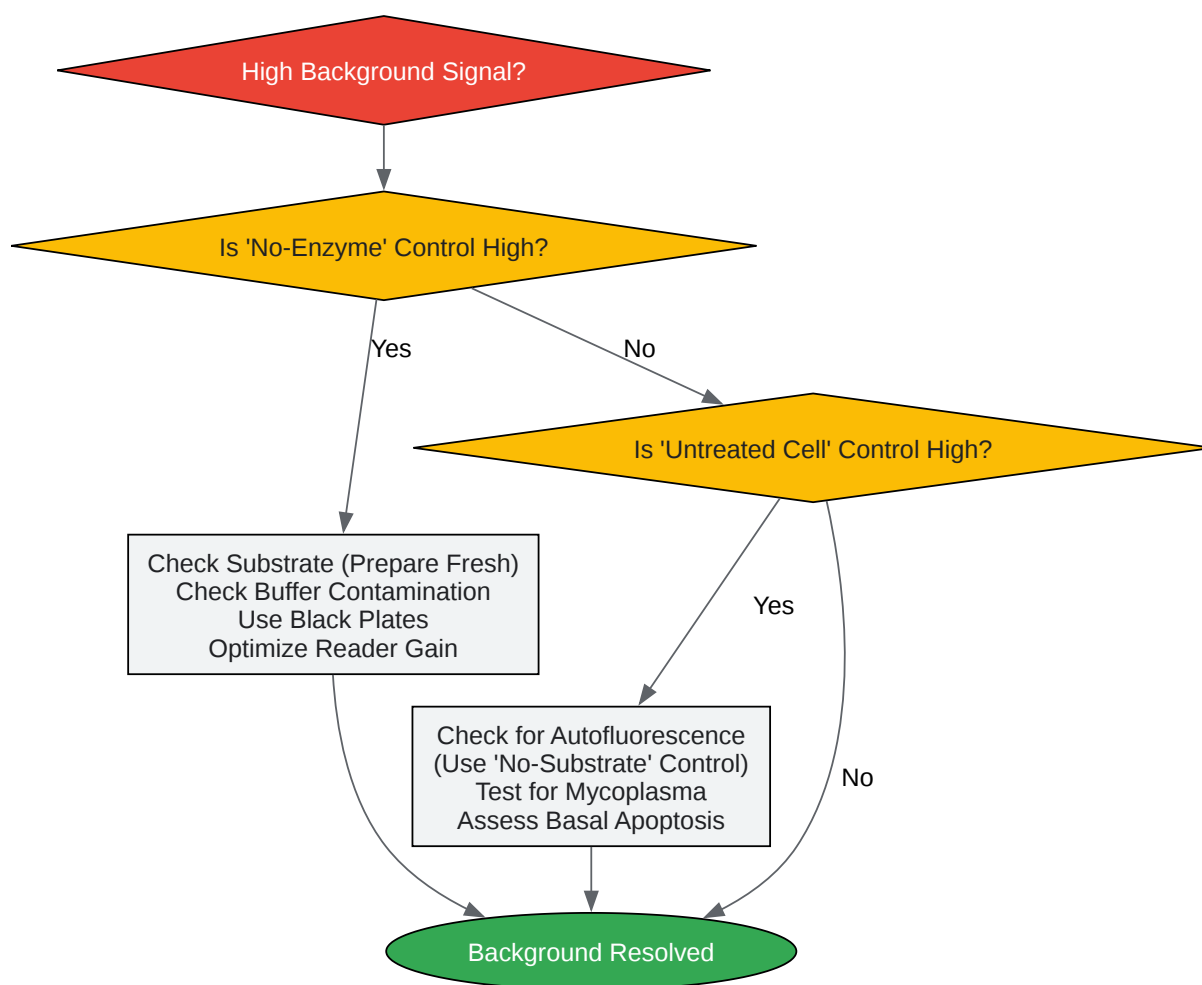 High Background Signal?
Is 'No-Enzyme' Control High?
Yes
No
Is 'Untreated Cell' Control High?
Check Substrate (Prepare Fresh)
Check Buffer Contamination
Use Black Plates
Optimize Reader Gain
Yes
Check for Autofluorescence
(Use 'No-Substrate' Control)
Test for Mycoplasma
Assess Basal Apoptosis
No
Background Resolved